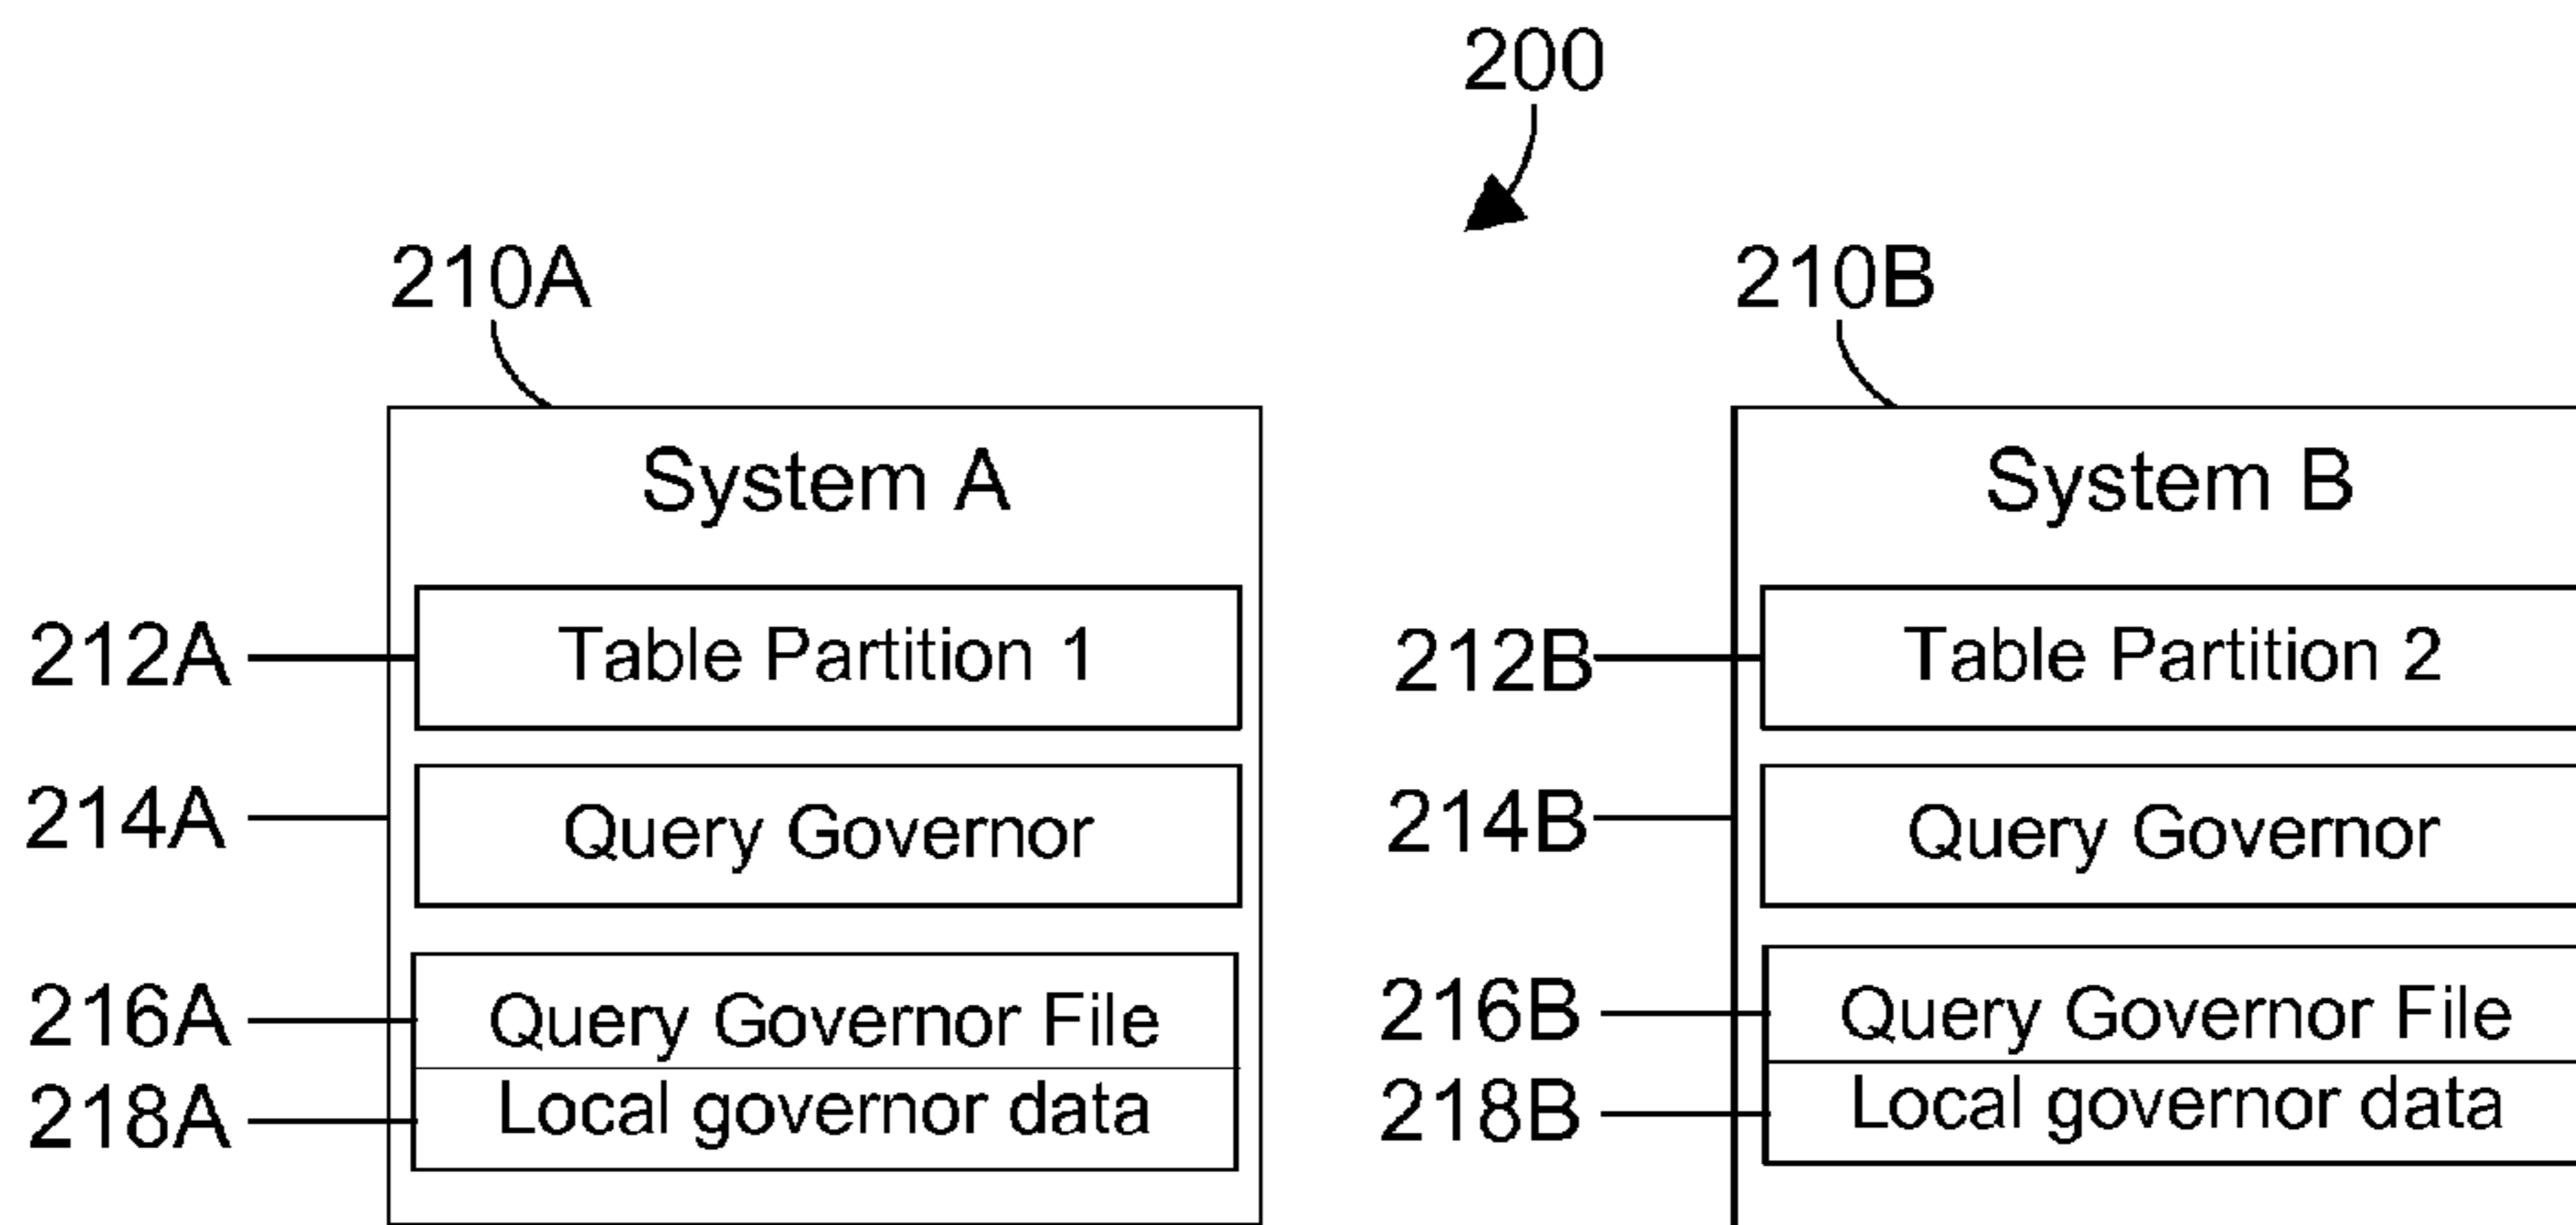 200
210A
210B
System A
System B
212A
Table Partition 1
212B
Table Partition 2
214A
Query Governor
214B
Query Governor
216A
Query Governor File
216B
Query Governor File
218A
Local governor data
218B
Local governor data